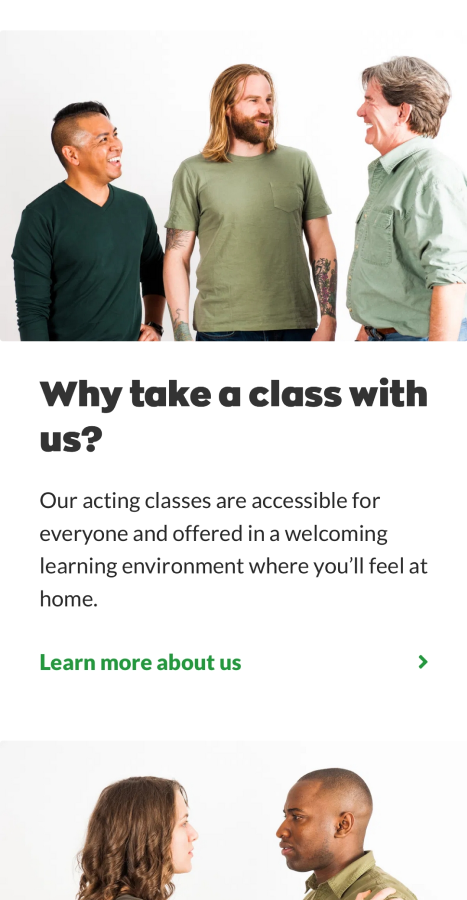 Why take a class with
us?
Our acting classes are accessible for
everyone and offered in a welcoming
learning environment where you’ll feel at
home.
Learn more about us